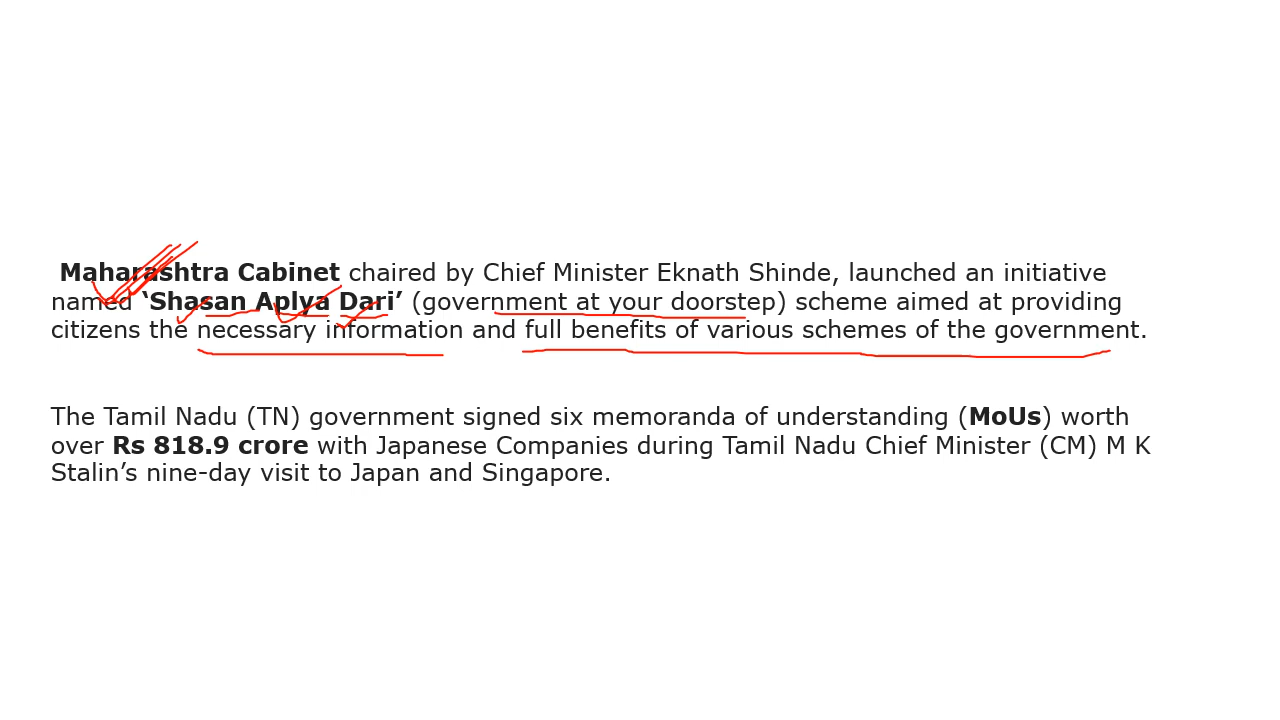 Maharashtra Cabinet chaired by Chief Minister Eknath Shinde, launched an initiative
named ‘Shasan Aplya Dari’ (government at your doorstep) scheme aimed at providing
citizens the necessary information and full benefits of various schemes of the government.
The Tamil Nadu (TN) government signed six memoranda of understanding (MoUs) worth
over Rs 818.9 crore with Japanese Companies during Tamil Nadu Chief Minister (CM) M K
Stalin’s nine-day visit to Japan and Singapore.